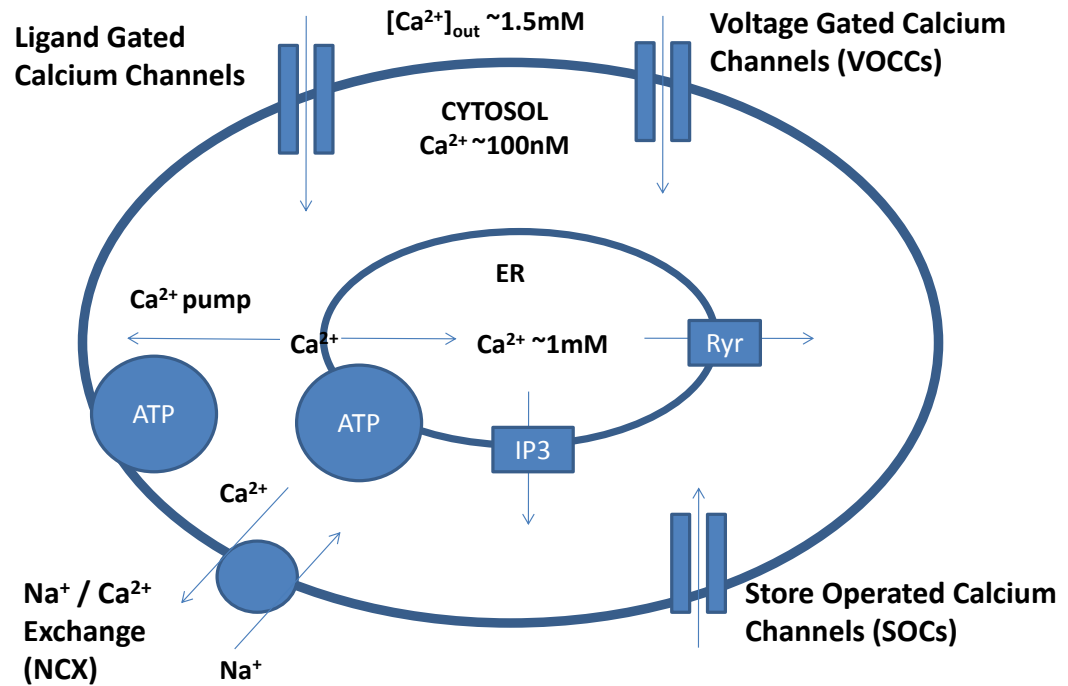 Ligand Gated
Calcium Channels
[Ca²⁺]out ~1.5mM
Voltage Gated Calcium
Channels (VOCCs)
CYTOSOL
Ca²⁺ ~100nM
ER
Ca²⁺ pump
Ca²⁺
Ca²⁺ ~1mM
Ryr
ATP
ATP
IP3
Ca²⁺
Na⁺ / Ca²⁺
Exchange
(NCX)
Na⁺
Store Operated Calcium
Channels (SOCs)